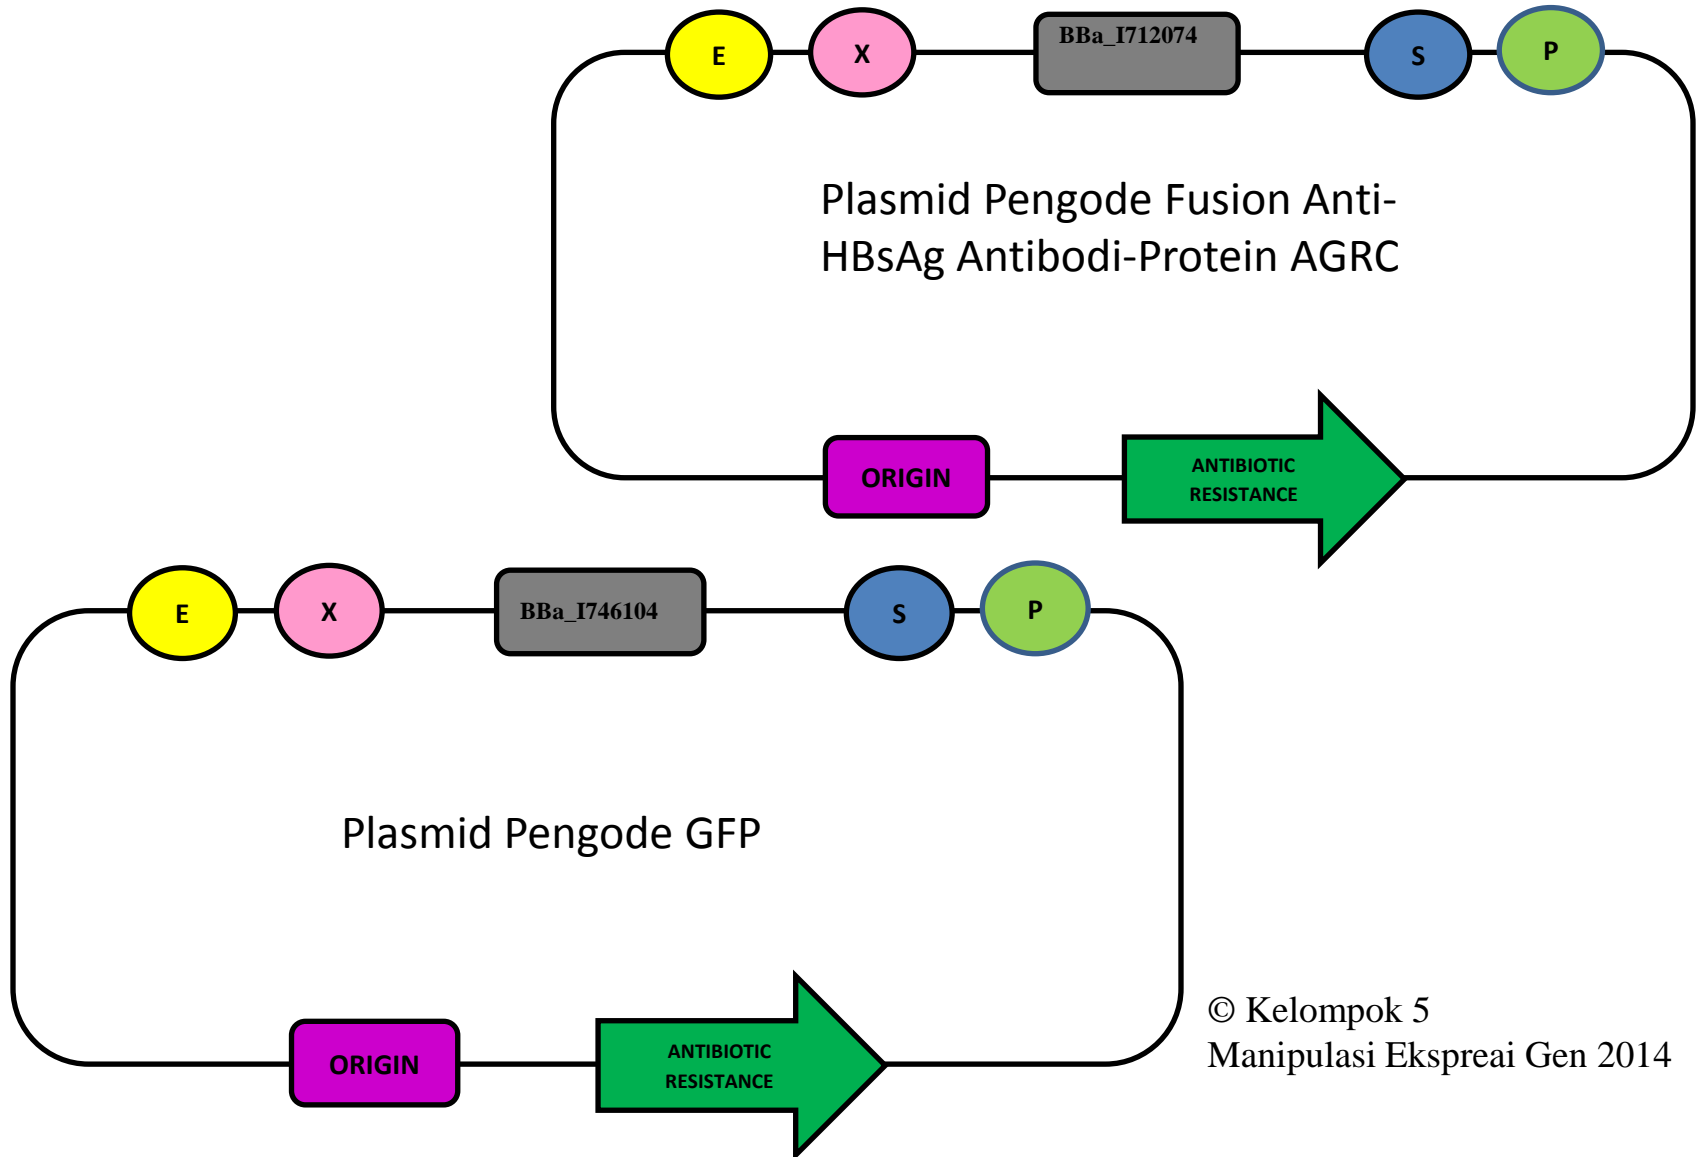 E
X
BBa_I712074
S
P
Plasmid Pengode Fusion Anti-
HBsAg Antibodi-Protein AGRC
ORIGIN
ANTIBIOTIC
RESISTANCE
E
X
BBa_I746104
S
P
Plasmid Pengode GFP
ORIGIN
ANTIBIOTIC
RESISTANCE
© Kelompok 5
Manipulasi Ekspreai Gen 2014